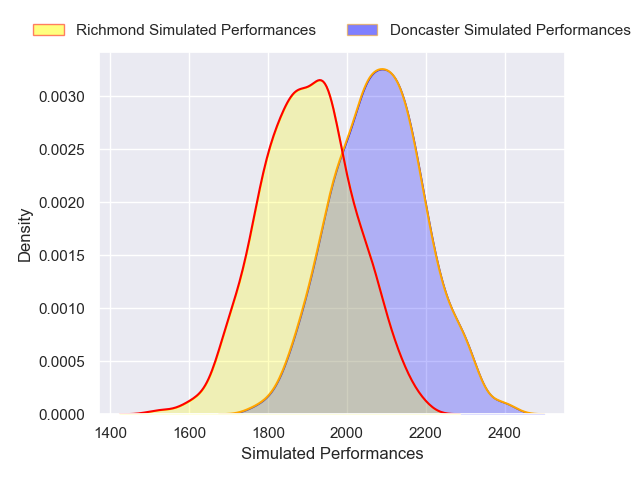 Richmond Simulated Performances
Doncaster Simulated Performances
0.0030
0.0025
0.0020
0.0015
0.0010
0.0005
0.0000
Density
1400 1600 1800 2000 2200 2400
Simulated Performances